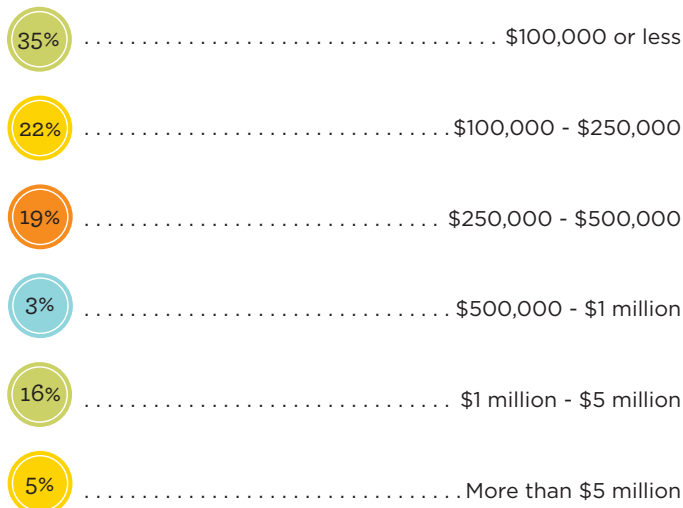 35% . . . . . . . . . . . . . . . . . . . . . . . . . . . . . . . . . . . . . . $100,000 or less
22% . . . . . . . . . . . . . . . . . . . . . . . . . . . . . . . . . . $100,000 - $250,000
19% . . . . . . . . . . . . . . . . . . . . . . . . . . . . . . . . . $250,000 - $500,000
3% . . . . . . . . . . . . . . . . . . . . . . . . . . . . . . . . . . $500,000 - $1 million
16% . . . . . . . . . . . . . . . . . . . . . . . . . . . . . . . . . . $1 million - $5 million
5% . . . . . . . . . . . . . . . . . . . . . . . . . . . . . . . . . . . More than $5 million